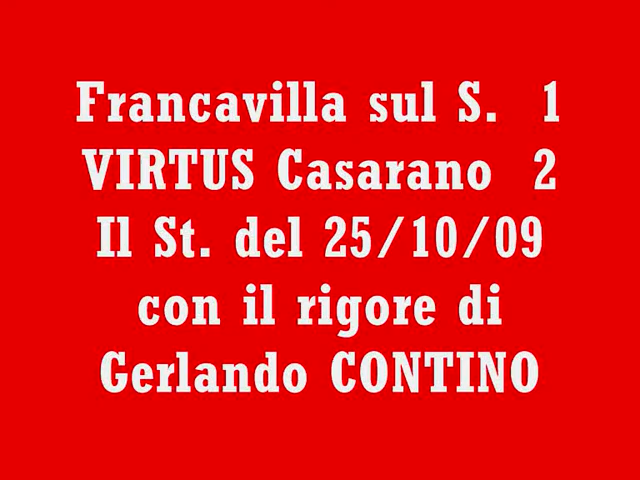 Francavilla sul S. 1
VIRTUS Casarano 2
Il St. del 25/10/09
con il rigore di
Gerlando CONTINO